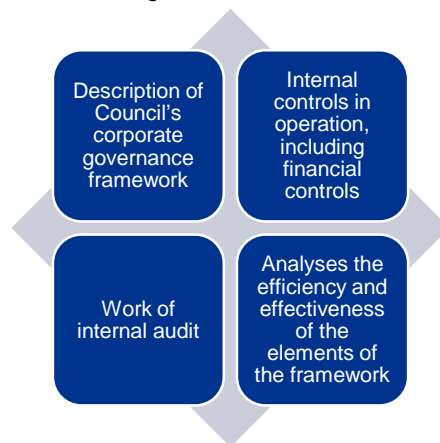 Description of
Council's
corporate
governance
framework
Internal
controls in
operation,
including
financial
controls
Work of
internal audit
Analyses the
efficiency and
effectiveness
of the
elements of
the framework